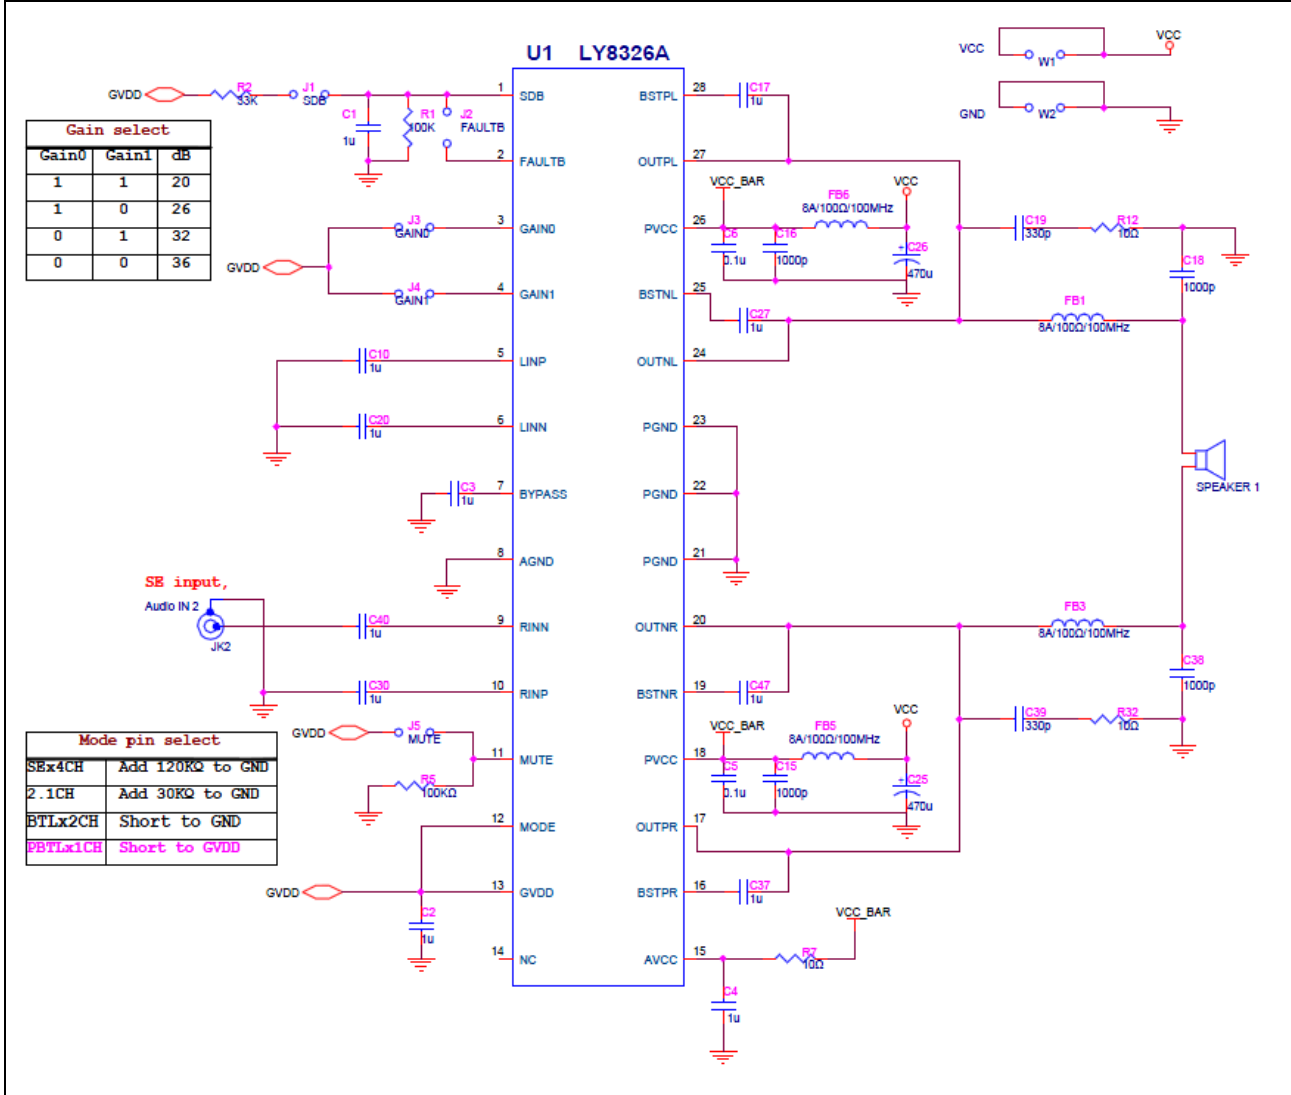 U1 LY8326A
VCC W1 VCC
GND W2
GVDD R2 33K J1 SDB
C1 1u R1 100K J2 FAULTB
Gain select
Gain0 Gain1 dB
1 1 20
1 0 26
0 1 32
0 0 36
GVDD J3 GAIN0
J4 GAIN1
C10 1u
C20 1u
C3 1u
SE input,
Audio IN 2
JK2
C40 1u
C30 1u
GVDD J5 MUTE
R5 100KΩ
Mode pin select
SEx4CH Add 120KΩ to GND
2.1CH Add 30KΩ to GND
BTLx2CH Short to GND
PBTLx1CH Short to GVDD
GVDD
C2 1u
1 SDB
2 FAULTB
3 GAIN0
4 GAIN1
5 LINP
6 LINN
7 BYPASS
8 AGND
9 RINN
10 RINP
11 MUTE
12 MODE
13 GVDD
14 NC
BSTPL 28
OUTPL 27
PVCC 26
BSTNL 25
OUTNL 24
PGND 23
PGND 22
PGND 21
OUTNR 20
BSTNR 19
PVCC 18
OUTPR 17
BSTPR 16
AVCC 15
C17 1u
VCC_BAR FB6 8A/100Ω/100MHz VCC
C6 0.1u C16 1000p + C26 470u
C27 1u
C19 330p R12 10Ω
C18 1000p
FB1 8A/100Ω/100MHz
SPEAKER 1
FB3 8A/100Ω/100MHz
C38 1000p
C47 1u
C39 330p R32 10Ω
VCC_BAR FB5 8A/100Ω/100MHz VCC
C5 0.1u C15 1000p + C25 470u
C37 1u
VCC_BAR
R7 10Ω
C4 1u